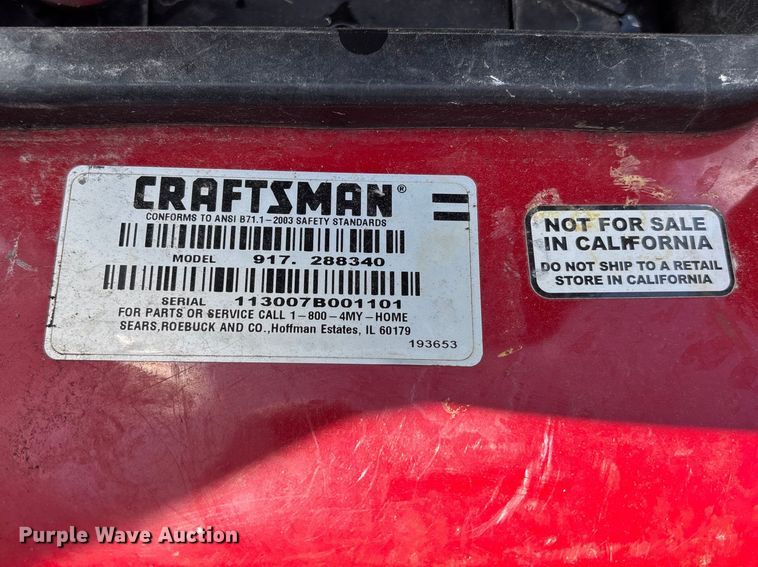 CRAFTSMAN®
CONFORMS TO ANSI B71.1-2003 SAFETY STANDARDS
MODEL 917. 288340
SERIAL 113007B001101
FOR PARTS OR SERVICE CALL 1-800-4MY-HOME
SEARS,ROEBUCK AND CO.,Hoffman Estates, IL 60179
193653
NOT FOR SALE
IN CALIFORNIA
DO NOT SHIP TO A RETAIL
STORE IN CALIFORNIA
Purple Wave Auction®